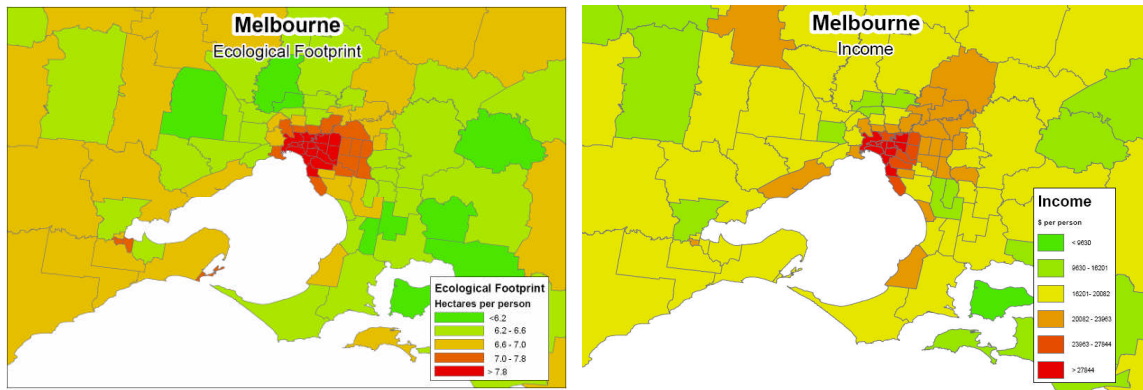 Melbourne
Ecological Footprint
Ecological Footprint
Hectares per person
<6.2
6.2 - 6.6
6.6 - 7.0
7.0 - 7.8
> 7.8
Melbourne
Income
Income
$ per person
< 9630
9630 - 16201
16201- 20082
20082 - 23963
23963 - 27844
> 27844